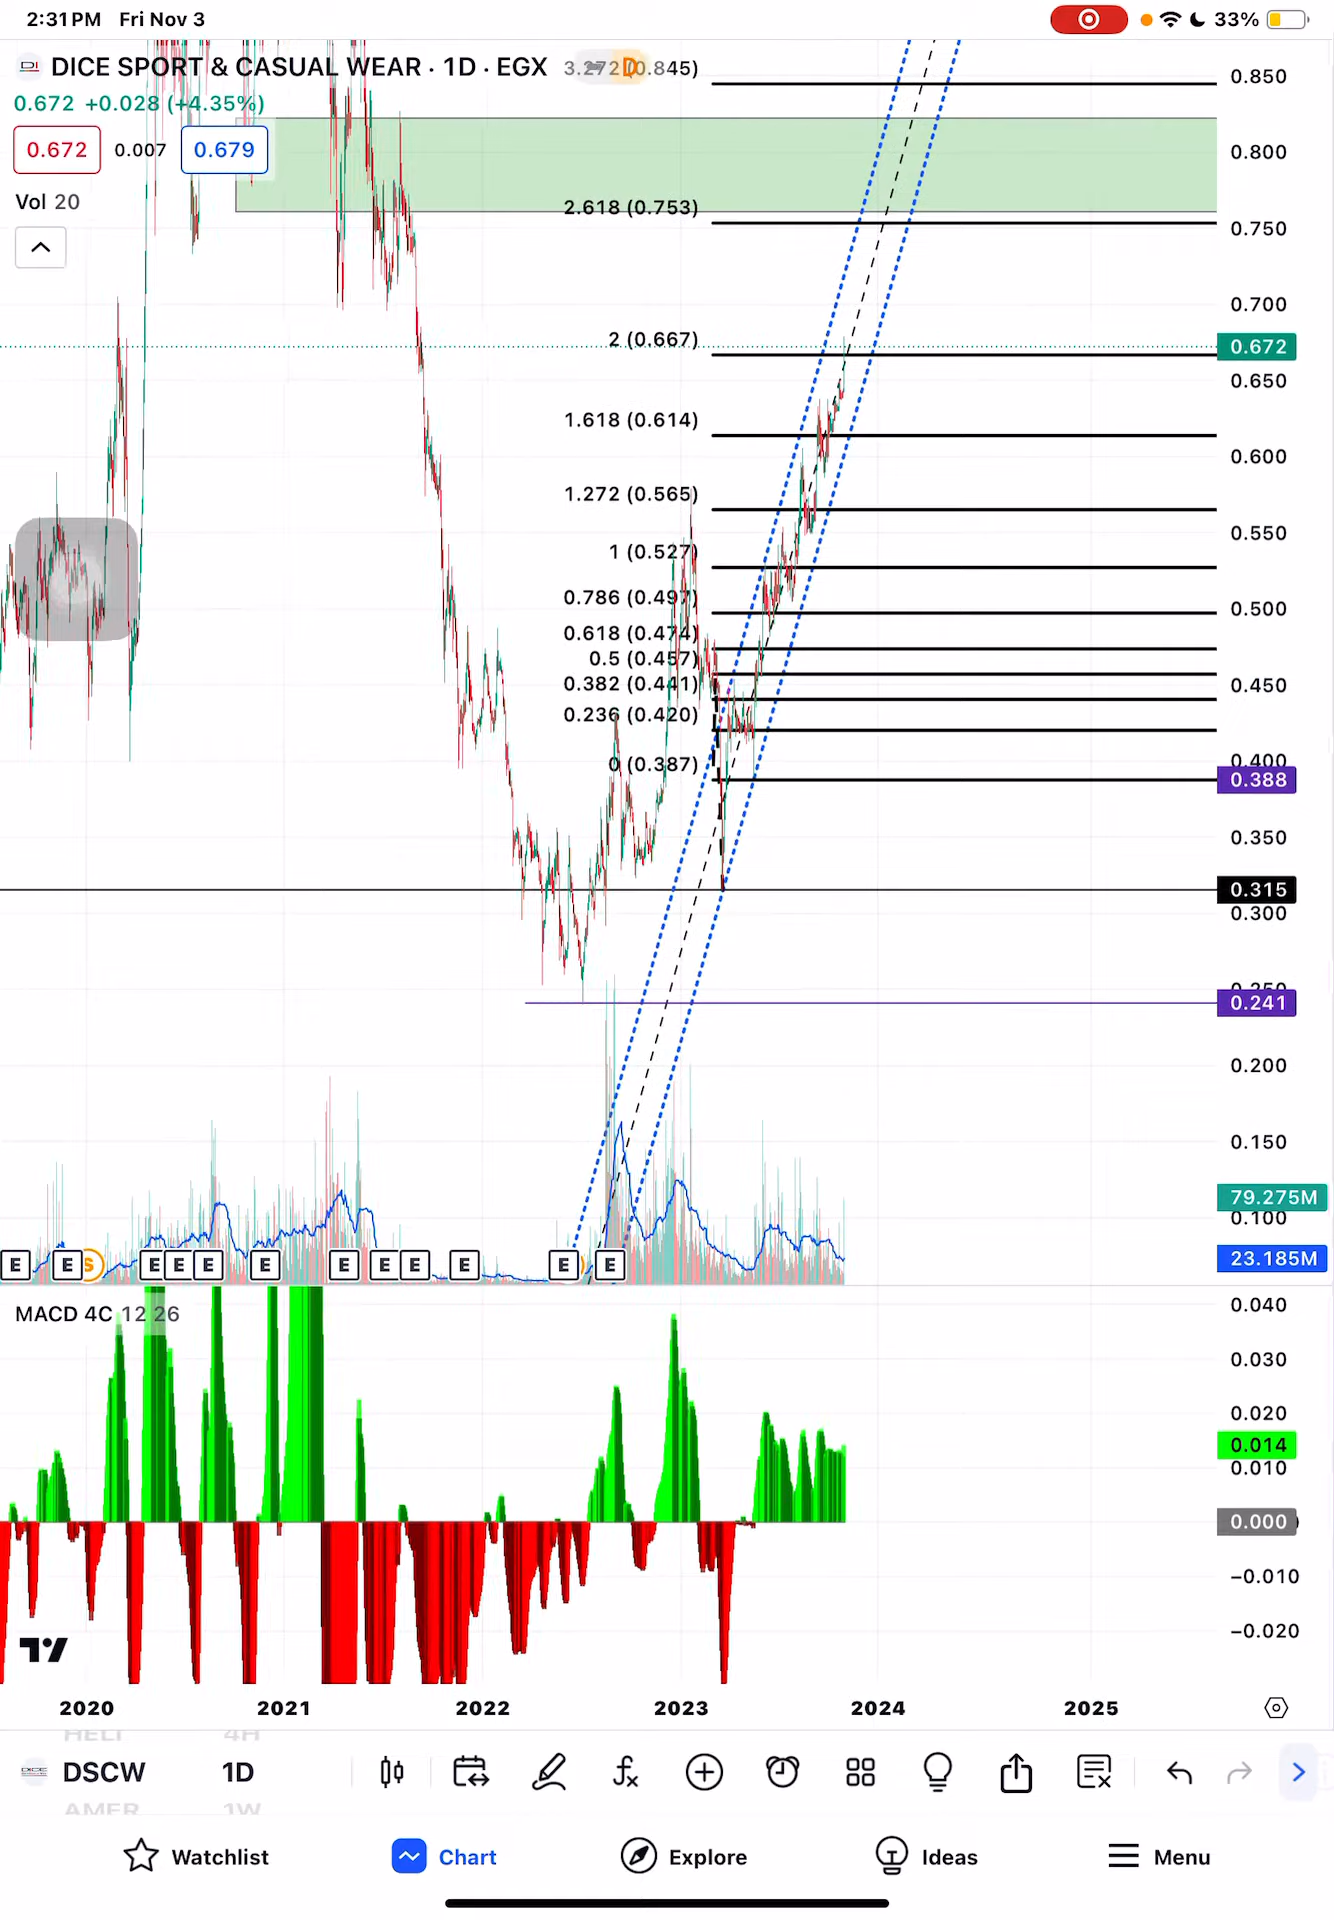 2:31 PM Fri Nov 3
33%
DICE SPORT & CASUAL WEAR · 1D · EGX
3.272 (0.845)
D
0.672 +0.028 (+4.35%)
0.672 0.007 0.679
Vol 20
2.618 (0.753)
2 (0.667)
1.618 (0.614)
1.272 (0.565)
1 (0.527)
0.786 (0.497)
0.618 (0.474)
0.5 (0.457)
0.382 (0.441)
0.236 (0.420)
0 (0.387)
0.850
0.800
0.750
0.700
0.672
0.650
0.600
0.550
0.500
0.450
0.400
0.388
0.350
0.315
0.300
0.250
0.241
0.200
0.150
79.275M
0.100
23.185M
E E S E E E E E E E E E E
MACD 4C 12 26
0.040
0.030
0.020
0.014
0.010
0.000
−0.010
−0.020
2020 2021 2022 2023 2024 2025
HELI 4H
DSCW 1D
AMER 1W
Watchlist Chart Explore Ideas Menu